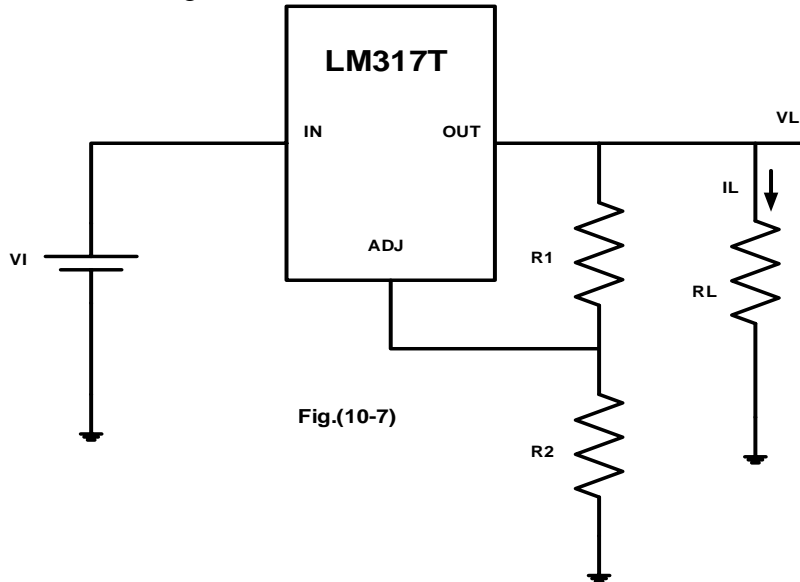 LM317T
IN
OUT
VL
IL
ADJ
VI
R1
RL
Fig.(10-7)
R2